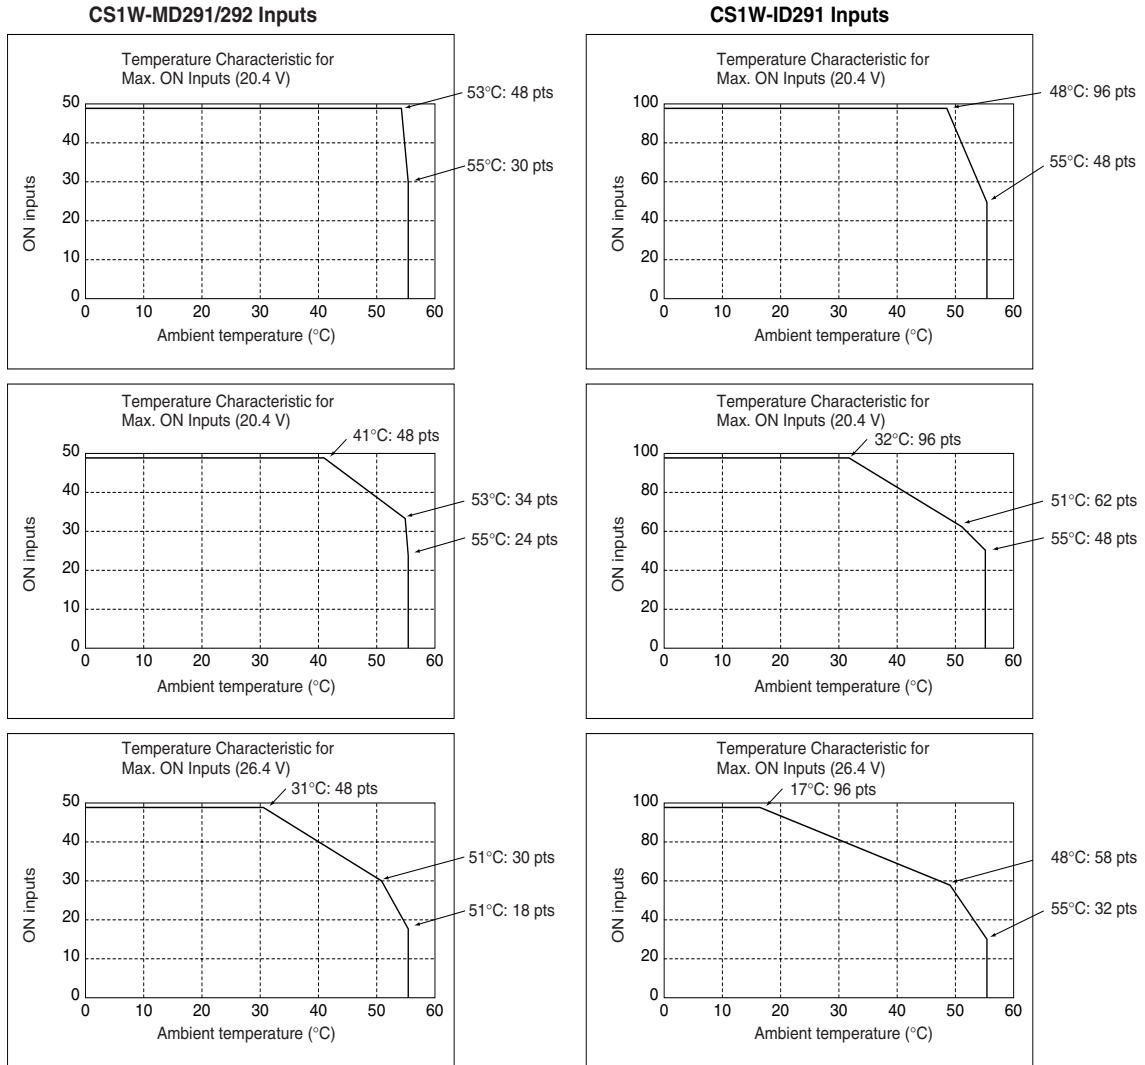 CS1W-MD291/292 Inputs
Temperature Characteristic for
Max. ON Inputs (20.4 V)
53°C: 48 pts
55°C: 30 pts
ON inputs
50
40
30
20
10
0
0 10 20 30 40 50 60
Ambient temperature (°C)
Temperature Characteristic for
Max. ON Inputs (20.4 V)
41°C: 48 pts
53°C: 34 pts
55°C: 24 pts
ON inputs
50
40
30
20
10
0
0 10 20 30 40 50 60
Ambient temperature (°C)
Temperature Characteristic for
Max. ON Inputs (26.4 V)
31°C: 48 pts
51°C: 30 pts
51°C: 18 pts
ON inputs
50
40
30
20
10
0
0 10 20 30 40 50 60
Ambient temperature (°C)
CS1W-ID291 Inputs
Temperature Characteristic for
Max. ON Inputs (20.4 V)
48°C: 96 pts
55°C: 48 pts
ON inputs
100
80
60
40
20
0
0 10 20 30 40 50 60
Ambient temperature (°C)
Temperature Characteristic for
Max. ON Inputs (20.4 V)
32°C: 96 pts
51°C: 62 pts
55°C: 48 pts
ON inputs
100
80
60
40
20
0
0 10 20 30 40 50 60
Ambient temperature (°C)
Temperature Characteristic for
Max. ON Inputs (26.4 V)
17°C: 96 pts
48°C: 58 pts
55°C: 32 pts
ON inputs
100
80
60
40
20
0
0 10 20 30 40 50 60
Ambient temperature (°C)